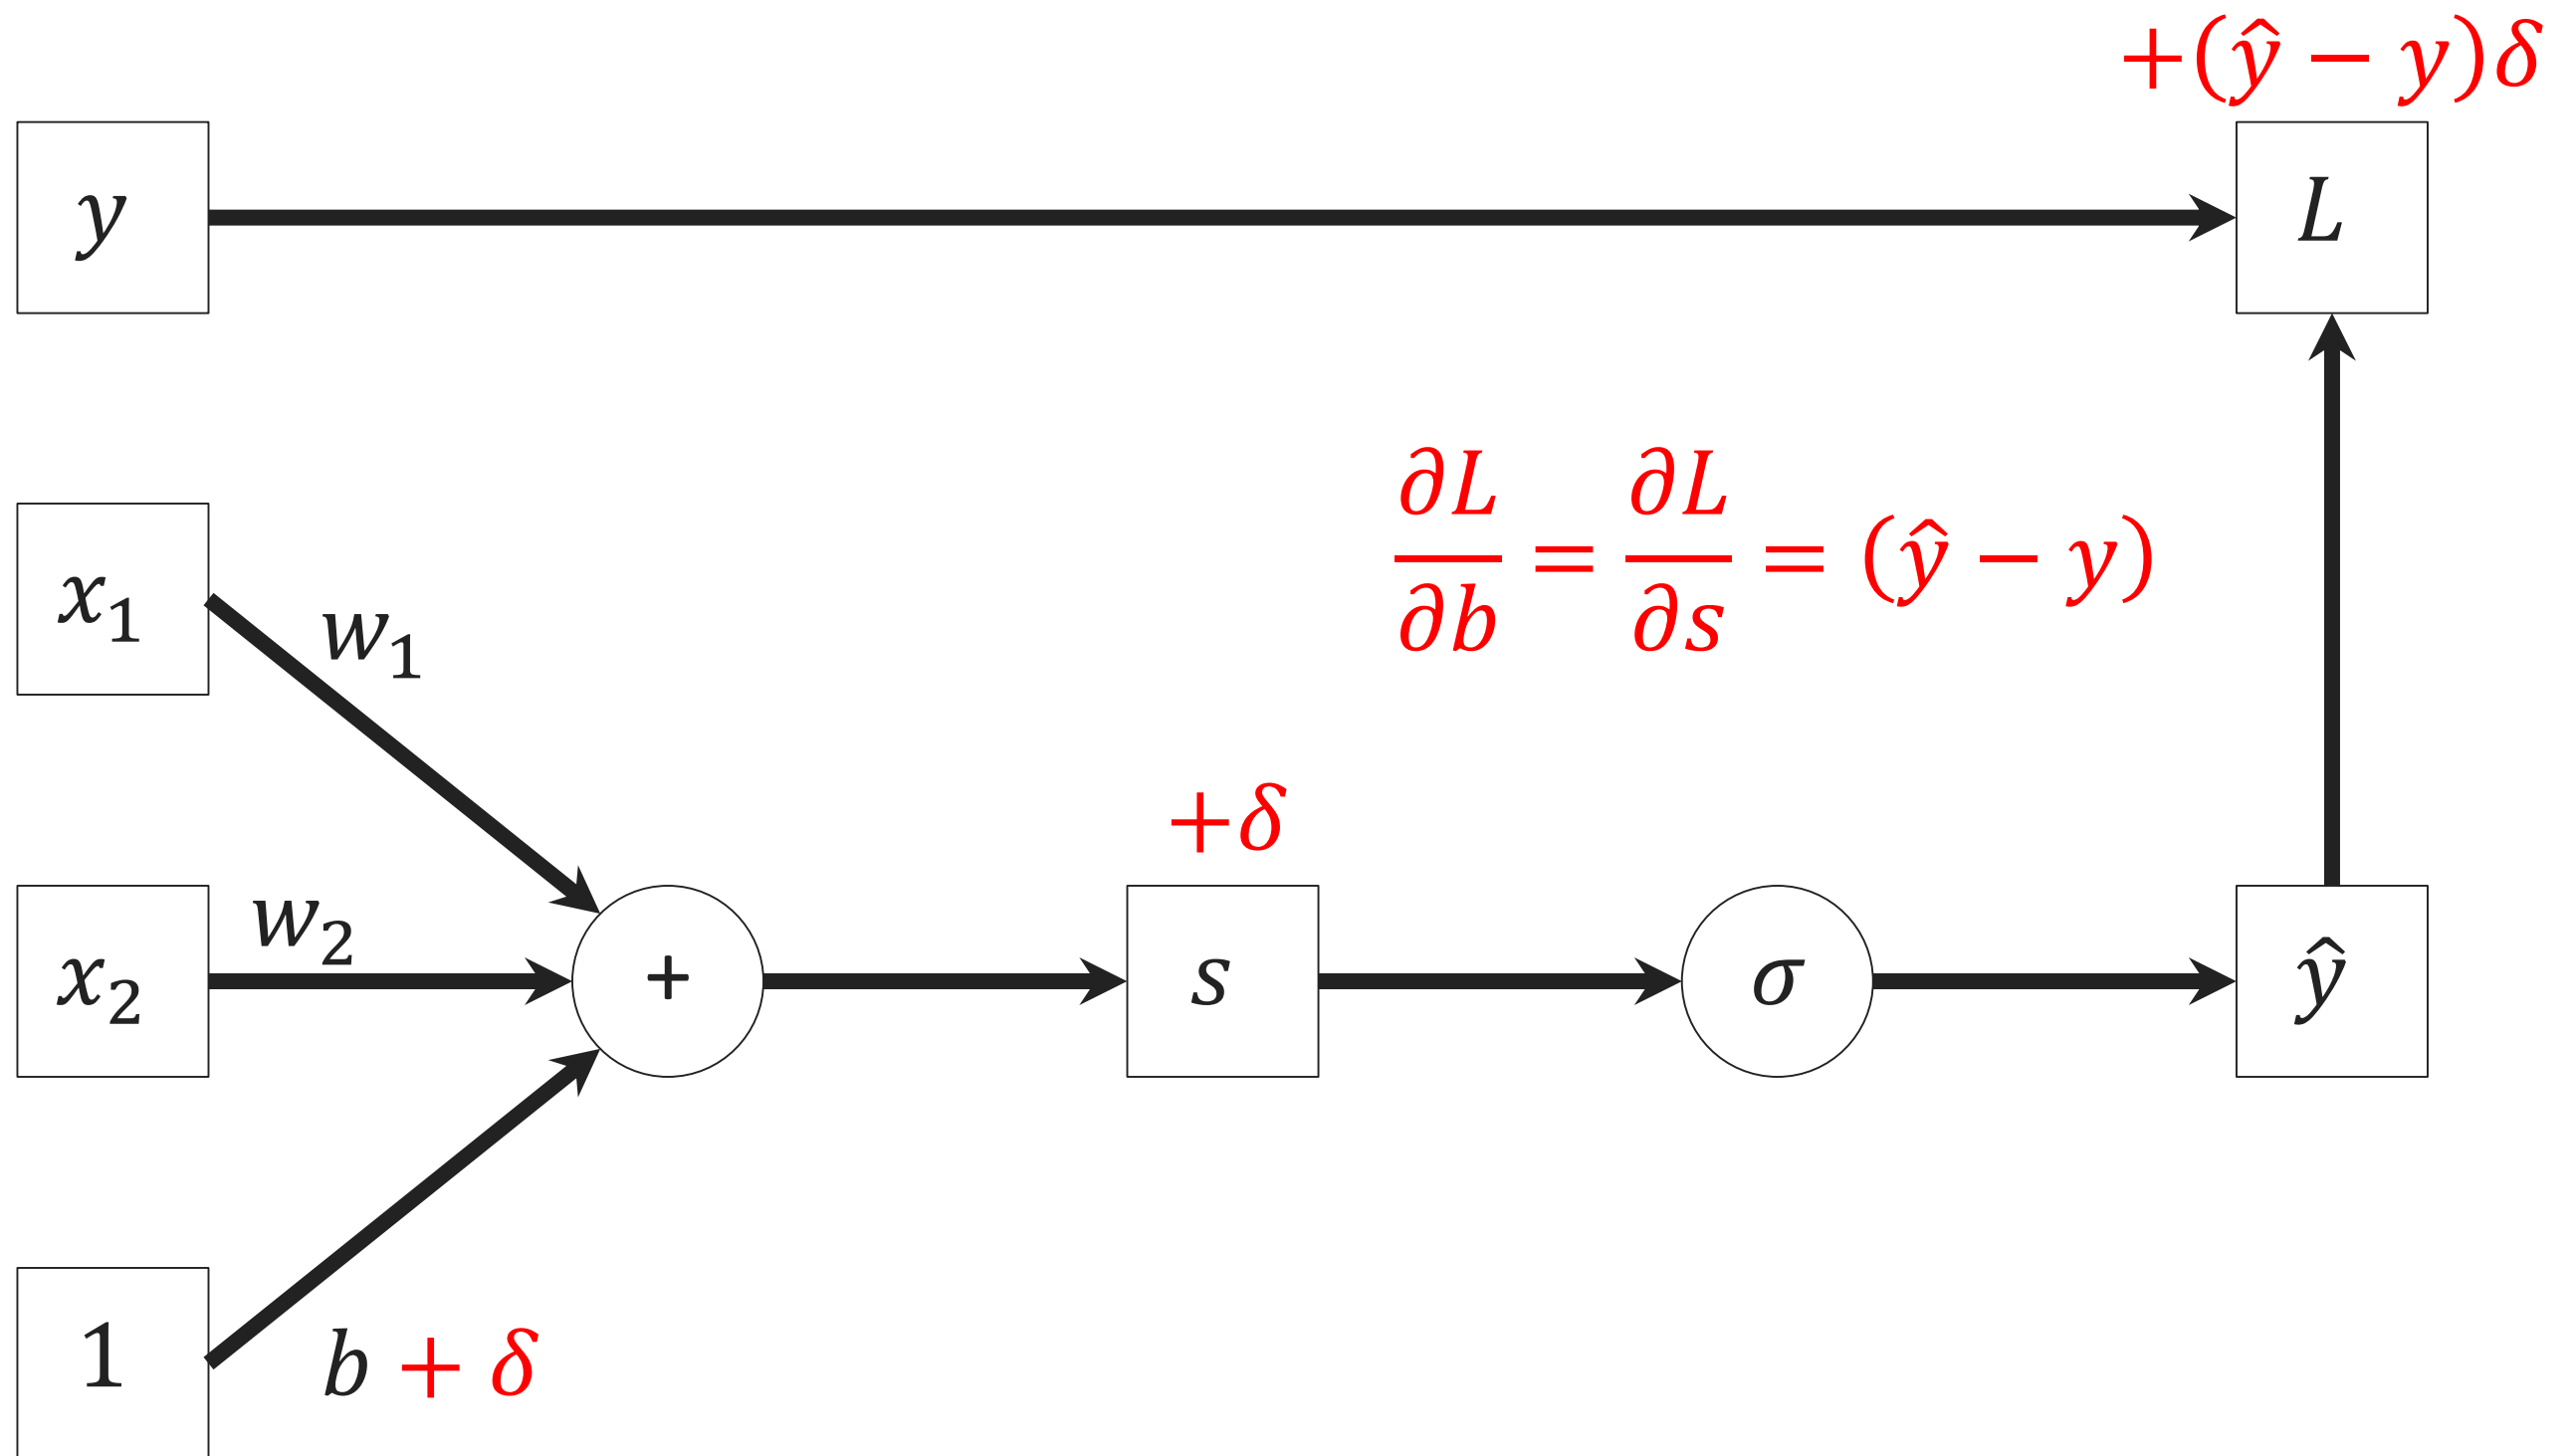 +(ŷ − y)δ
y
L
∂L/∂b = ∂L/∂s = (ŷ − y)
x₁
w₁
+δ
w₂
x₂
+
s
σ
ŷ
1
b + δ